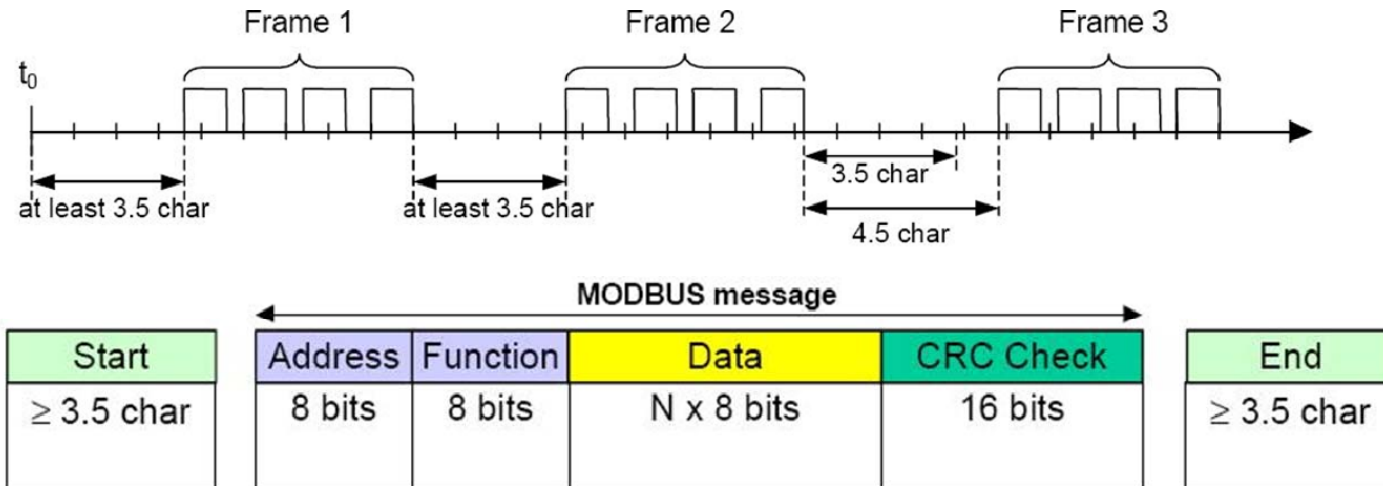 Frame 1 Frame 2 Frame 3
t0
3.5 char
at least 3.5 char at least 3.5 char
4.5 char
MODBUS message
Start Address Function Data CRC Check End
≥ 3.5 char 8 bits 8 bits N x 8 bits 16 bits ≥ 3.5 char